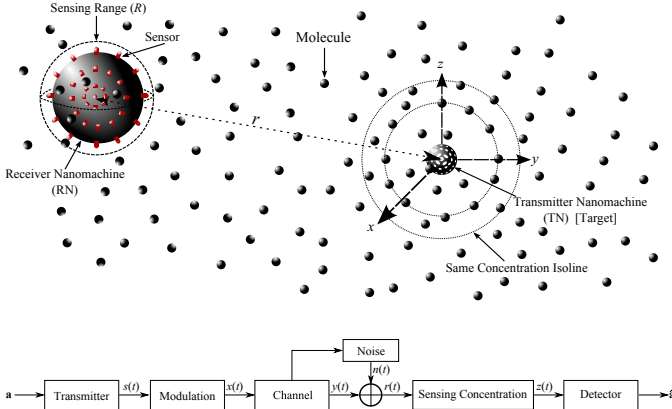 Sensing Range (R)
Sensor
Molecule
z
r
y
Receiver Nanomachine
(RN)
Transmitter Nanomachine
(TN) [Target]
x
Same Concentration Isoline
Noise
n(t)
a
Transmitter
s(t)
Modulation
x(t)
Channel
y(t)
r(t)
Sensing Concentration
z(t)
Detector